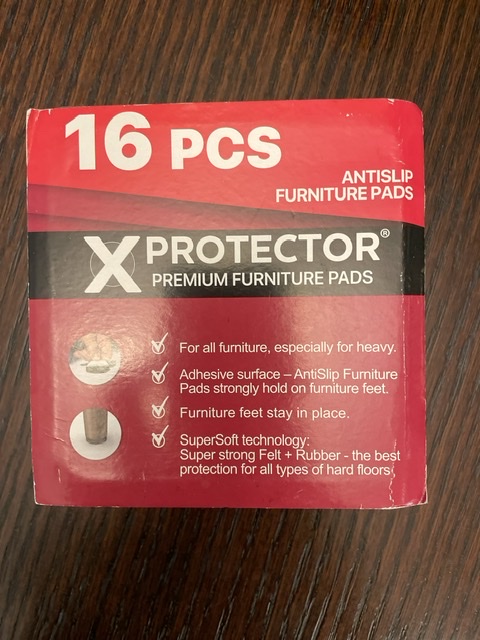 16 PCS
ANTISLIP
FURNITURE PADS
X PROTECTOR®
PREMIUM FURNITURE PADS
For all furniture, especially for heavy.
Adhesive surface – AntiSlip Furniture
Pads strongly hold on furniture feet.
Furniture feet stay in place.
SuperSoft technology:
Super strong Felt + Rubber - the best
protection for all types of hard floors